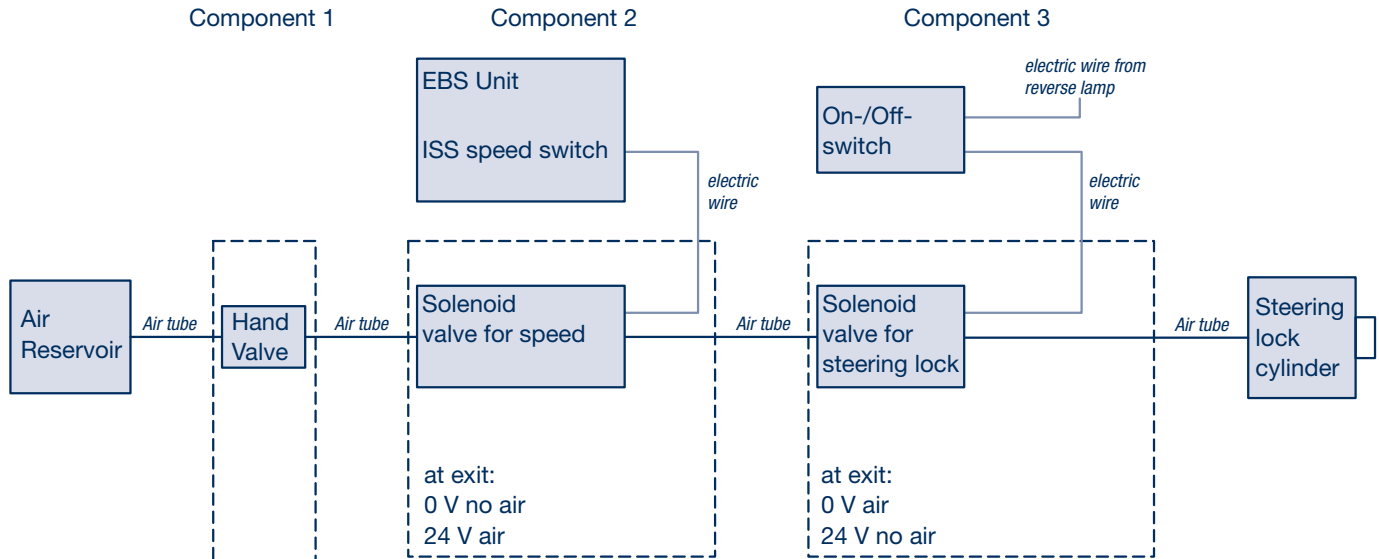 Component 1
Component 2
Component 3
EBS Unit
ISS speed switch
electric wire from
reverse lamp
On-/Off-
switch
electric
wire
electric
wire
Air
Reservoir
Air tube
Hand
Valve
Air tube
Solenoid
valve for speed
Air tube
Solenoid
valve for
steering lock
Air tube
Steering
lock
cylinder
at exit:
0 V no air
24 V air
at exit:
0 V air
24 V no air